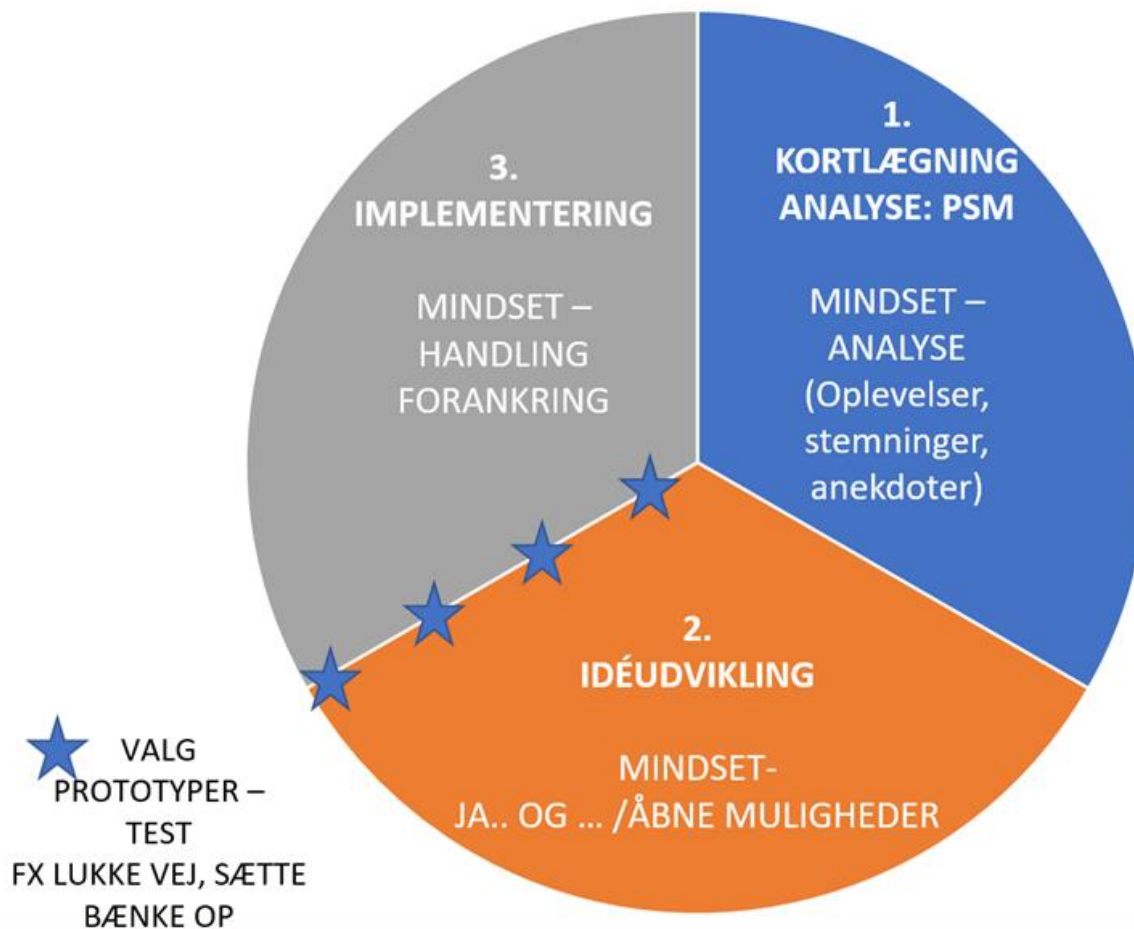 1.
KORTLÆGNING
ANALYSE: PSM
MINDSET –
ANALYSE
(Oplevelser,
stemninger,
anekdoter)
2.
IDÉUDVIKLING
MINDSET-
JA.. OG ... /ÅBNE MULIGHEDER
3.
IMPLEMENTERING
MINDSET –
HANDLING
FORANKRING
VALG
PROTOTYPER –
TEST
FX LUKKE VEJ, SÆTTE
BÆNKE OP